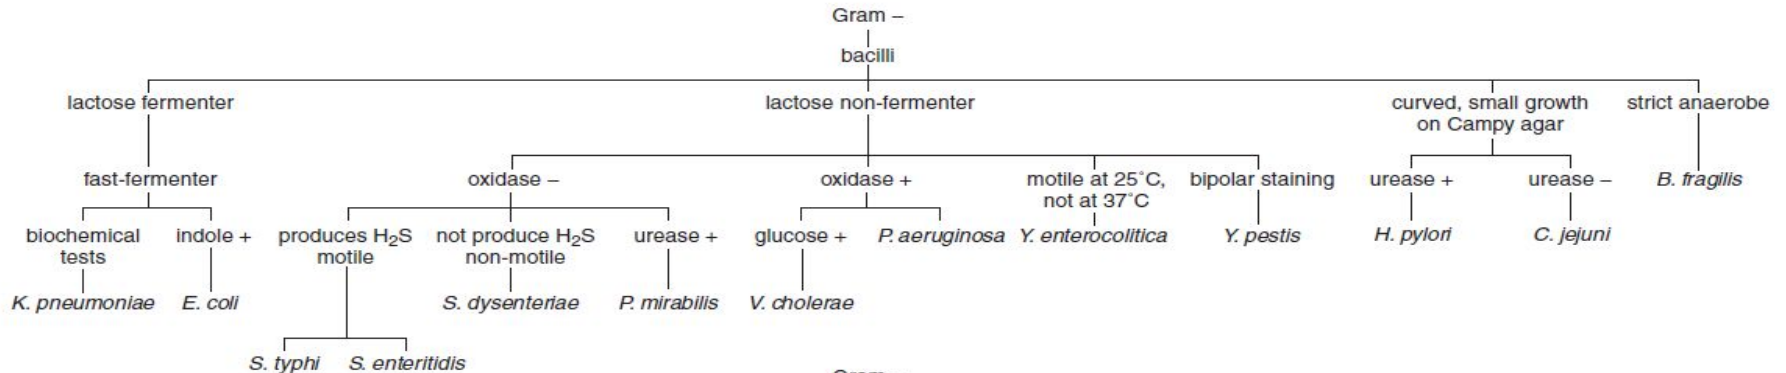 Gram –
bacilli
lactose fermenter
lactose non-fermenter
curved, small growth
on Campy agar
strict anaerobe
fast-fermenter
oxidase –
oxidase +
motile at 25˚C,
not at 37˚C
bipolar staining
urease +
urease –
B. fragilis
biochemical
tests
indole +
produces H2S
motile
not produce H2S
non-motile
urease +
glucose +
P. aeruginosa
Y. enterocolitica
Y. pestis
H. pylori
C. jejuni
K. pneumoniae
E. coli
S. dysenteriae
P. mirabilis
V. cholerae
S. typhi
S. enteritidis